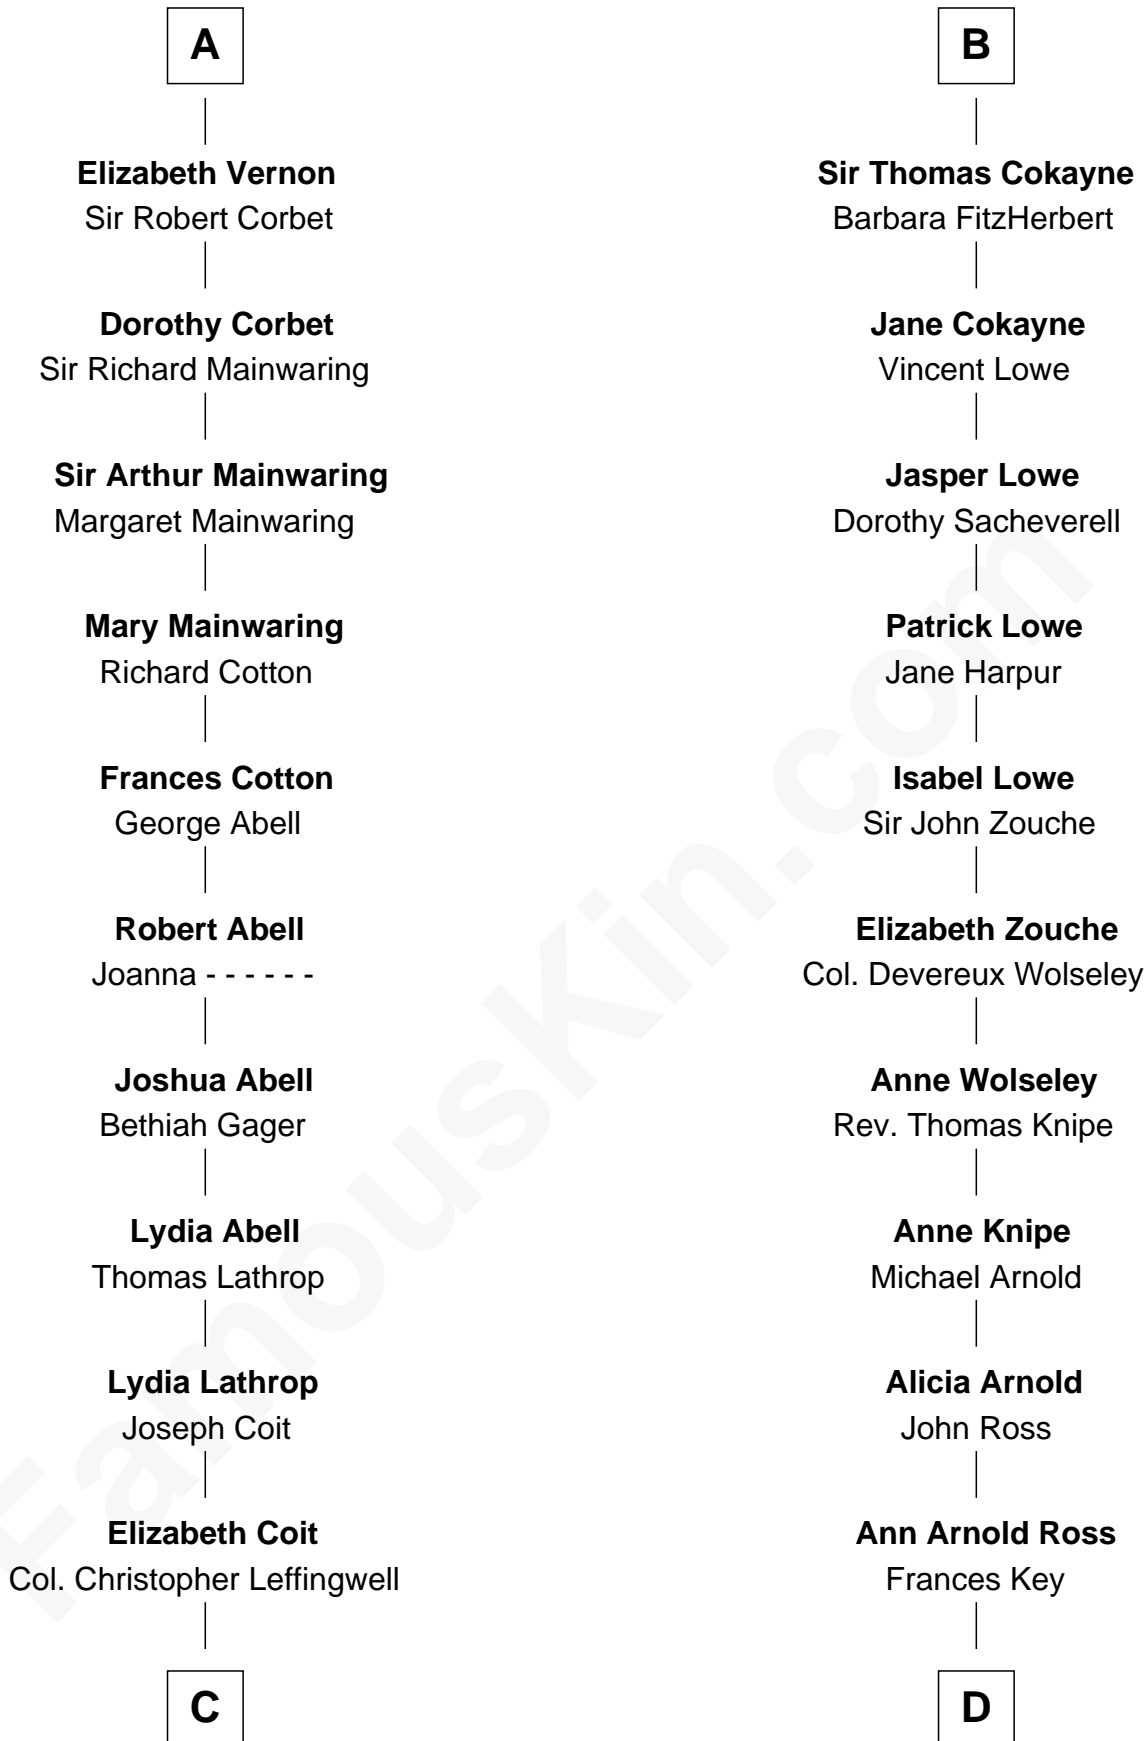 A
Elizabeth Vernon
Sir Robert Corbet
Dorothy Corbet
Sir Richard Mainwaring
Sir Arthur Mainwaring
Margaret Mainwaring
Mary Mainwaring
Richard Cotton
Frances Cotton
George Abell
Robert Abell
Joanna - - - - - -
Joshua Abell
Bethiah Gager
Lydia Abell
Thomas Lathrop
Lydia Lathrop
Joseph Coit
Elizabeth Coit
Col. Christopher Leffingwell
C
B
Sir Thomas Cokayne
Barbara FitzHerbert
Jane Cokayne
Vincent Lowe
Jasper Lowe
Dorothy Sacheverell
Patrick Lowe
Jane Harpur
Isabel Lowe
Sir John Zouche
Elizabeth Zouche
Col. Devereux Wolseley
Anne Wolseley
Rev. Thomas Knipe
Anne Knipe
Michael Arnold
Alicia Arnold
John Ross
Ann Arnold Ross
Frances Key
D
FamousKin.com